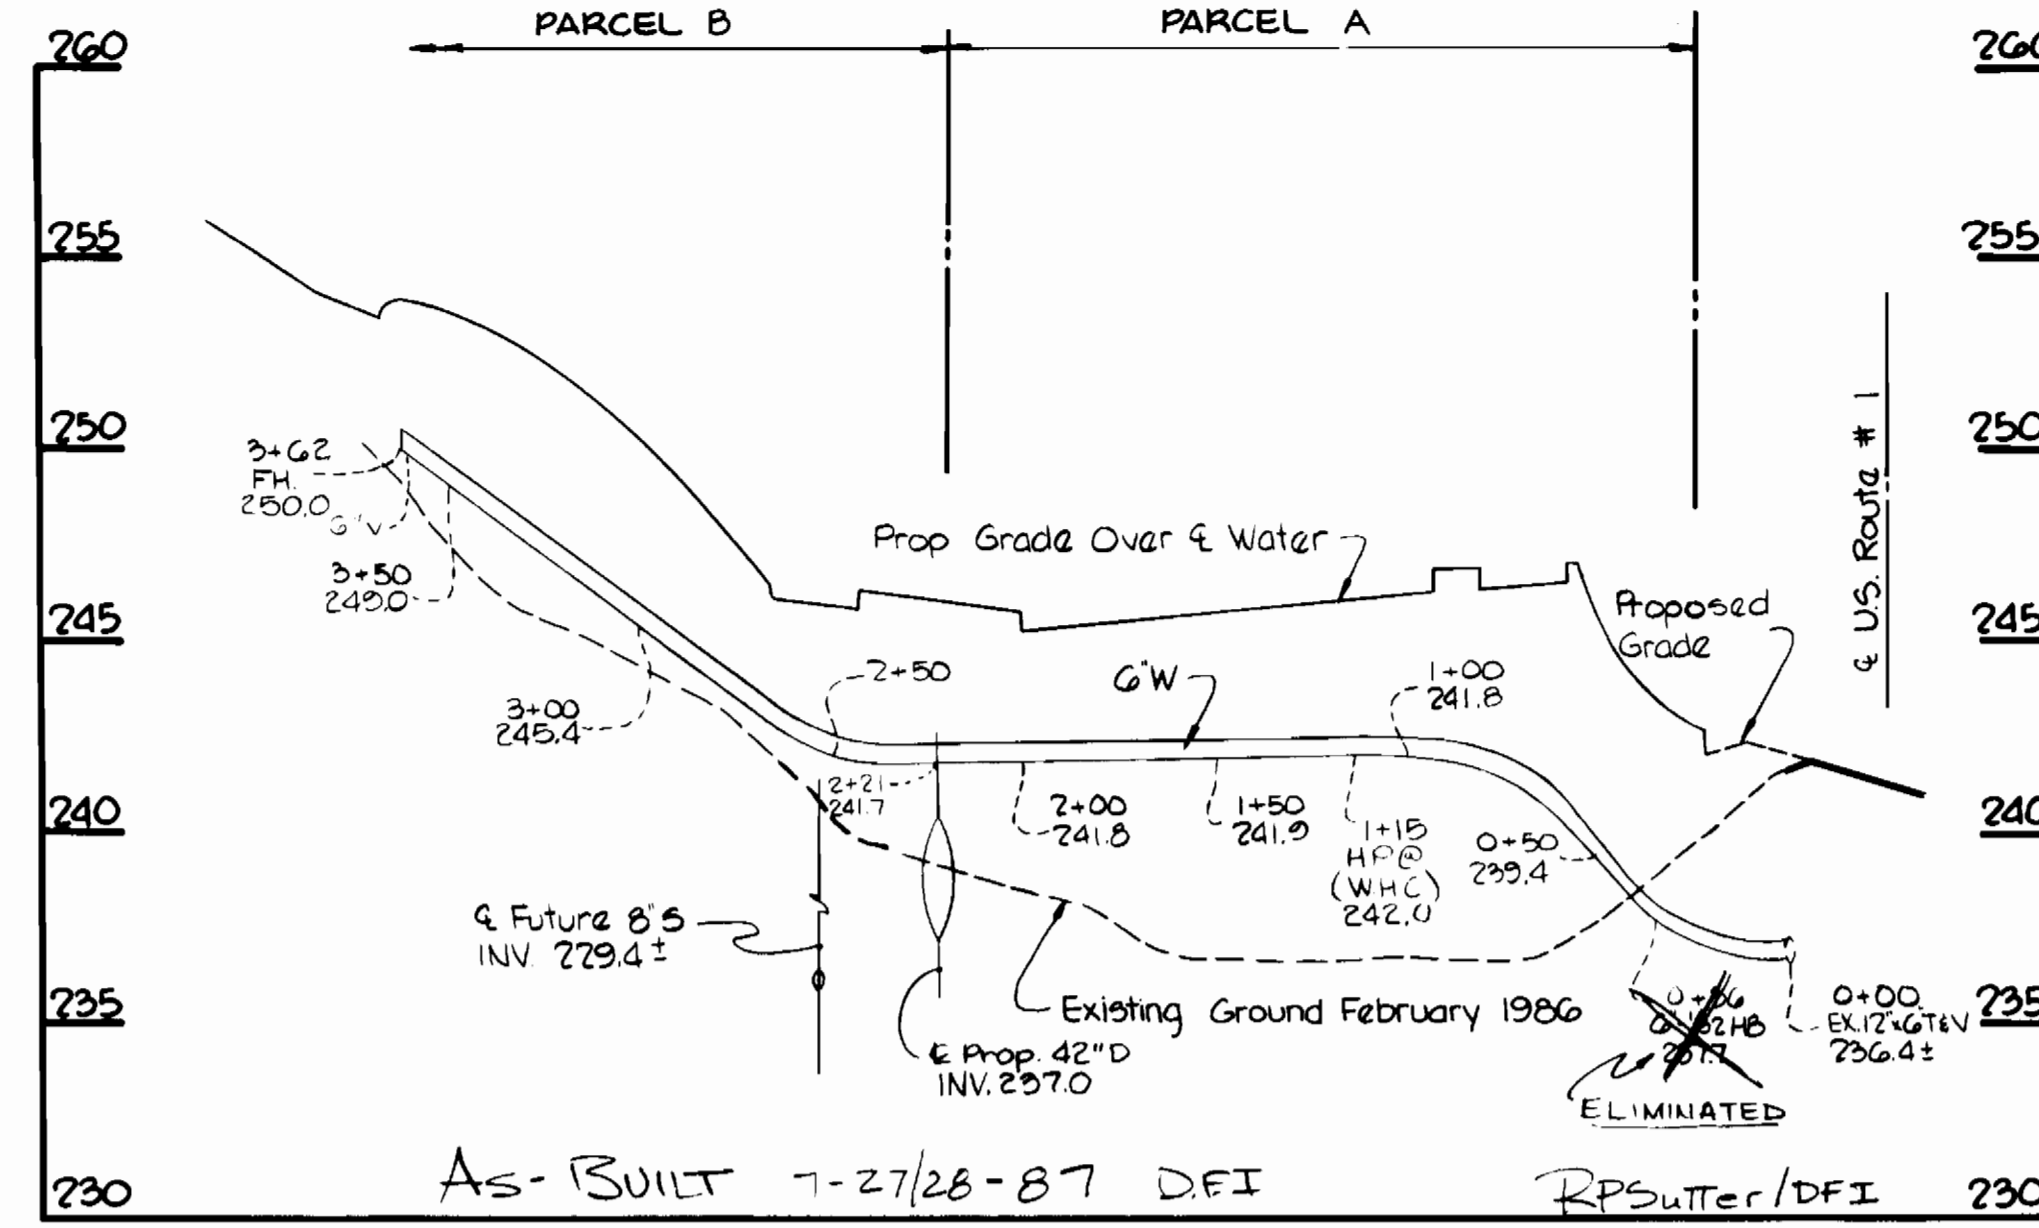 PARCEL B
PARCEL A
260
260
255
255
250
250
245
245
240
240
235
235
230
230
3+62
FH.
250.0
6"V
3+50
249.0
3+00
245.4
2+50
2+21
241.7
Prop Grade Over ℄ Water
6"W
2+00
241.8
1+50
241.9
1+15
HP@
(WHC)
242.0
1+00
241.8
0+50
239.4
Proposed
Grade
℄ U.S. Route # 1
℄ Future 8"S
INV. 229.4±
℄ Prop. 42"D
INV. 237.0
Existing Ground February 1986
237.7
ELIMINATED
0+00
EX.12"x6"T&V
236.4±
As-BUILT 7-27/28-87 DFI
RPSutter/DFI